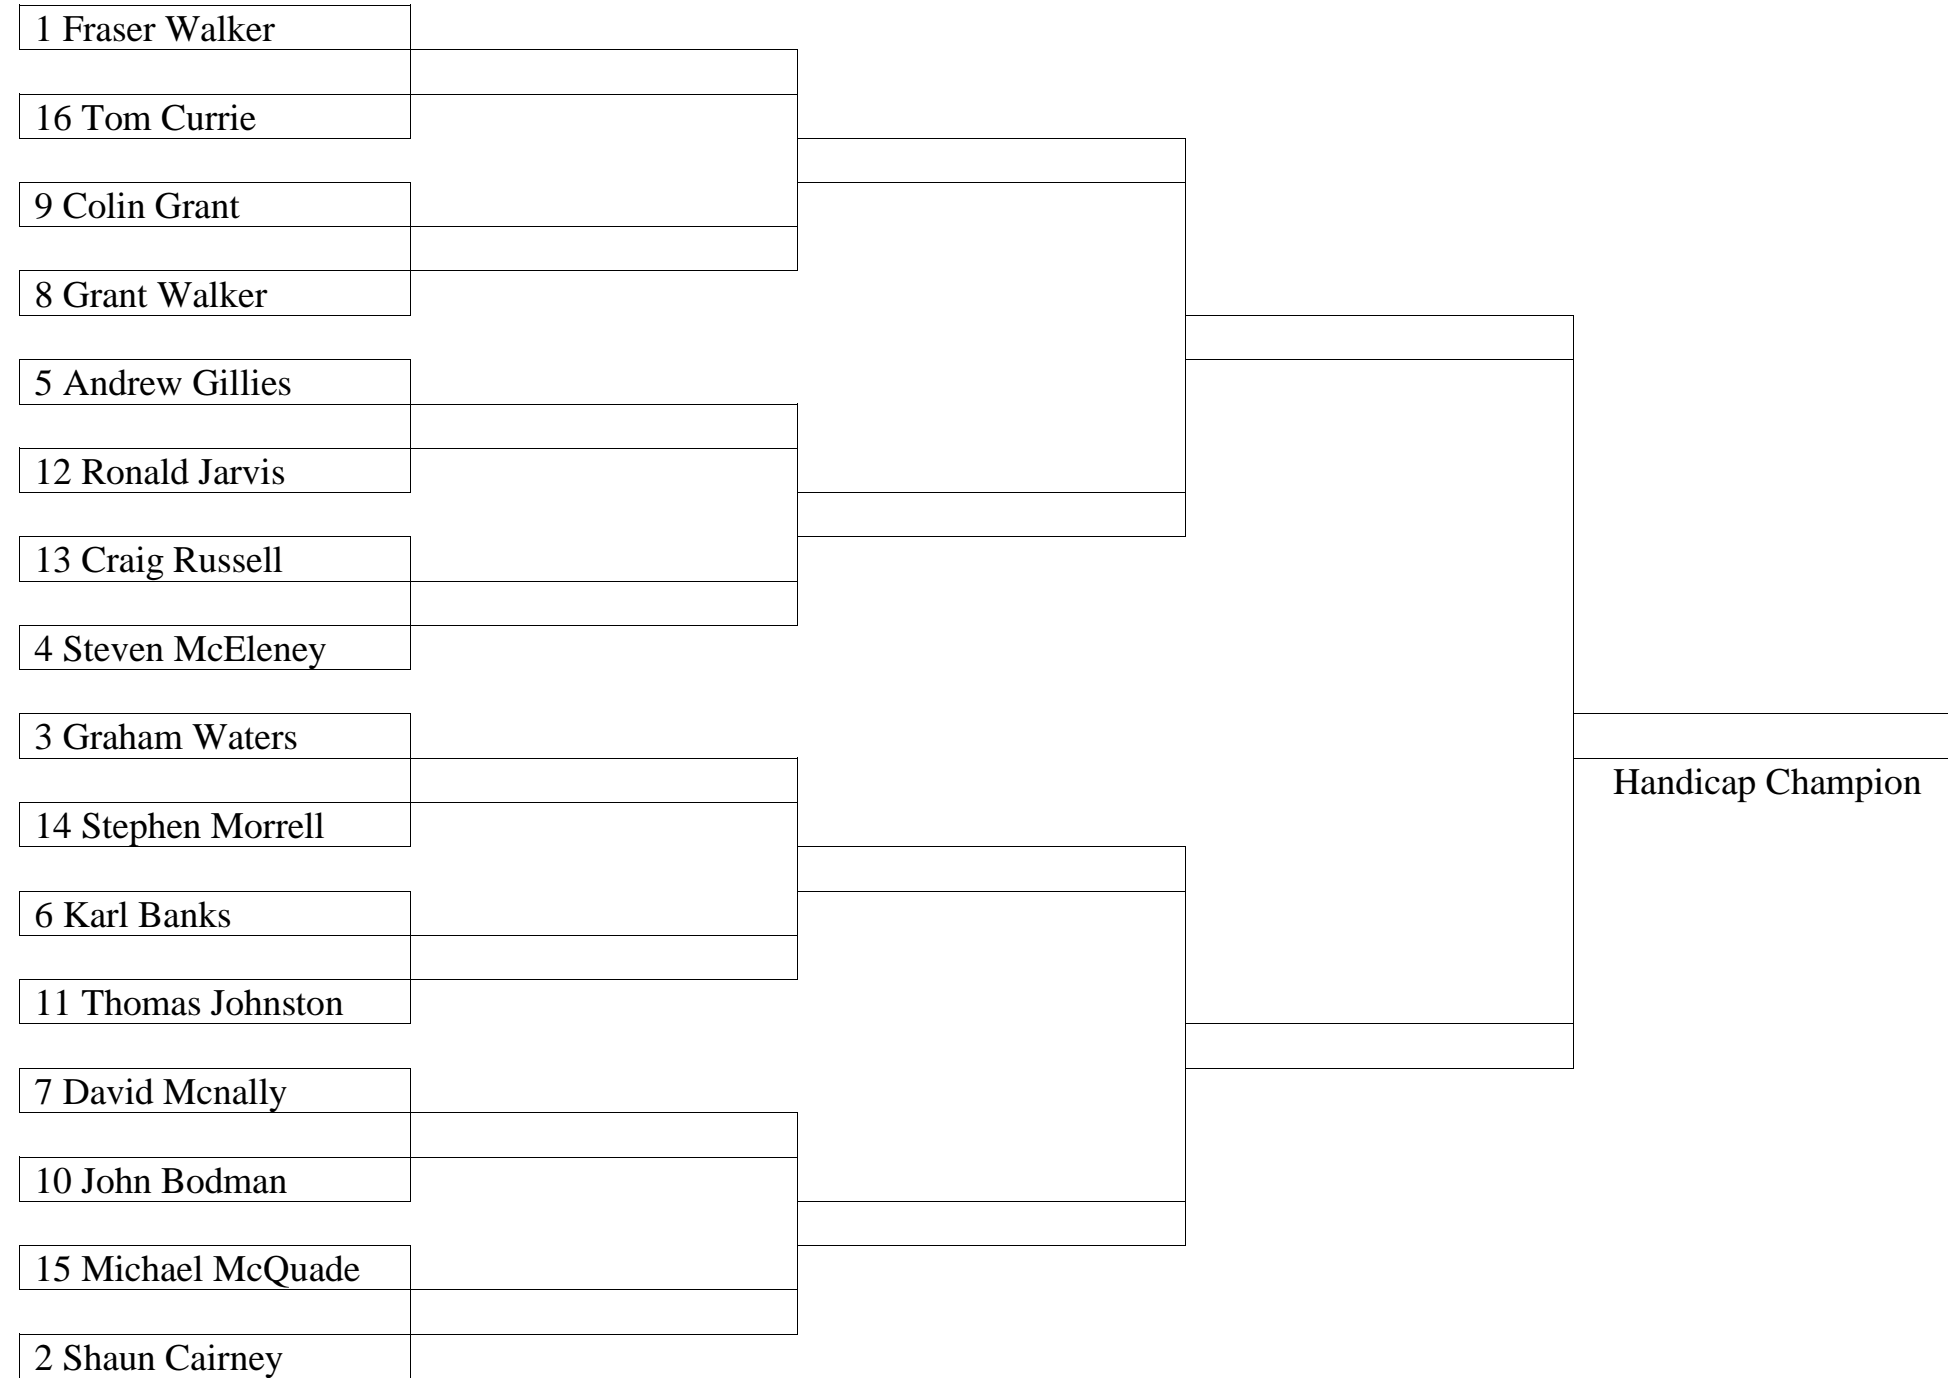 1 Fraser Walker
16 Tom Currie
9 Colin Grant
8 Grant Walker
5 Andrew Gillies
12 Ronald Jarvis
13 Craig Russell
4 Steven McEleney
3 Graham Waters
Handicap Champion
14 Stephen Morrell
6 Karl Banks
11 Thomas Johnston
7 David Mcnally
10 John Bodman
15 Michael McQuade
2 Shaun Cairney